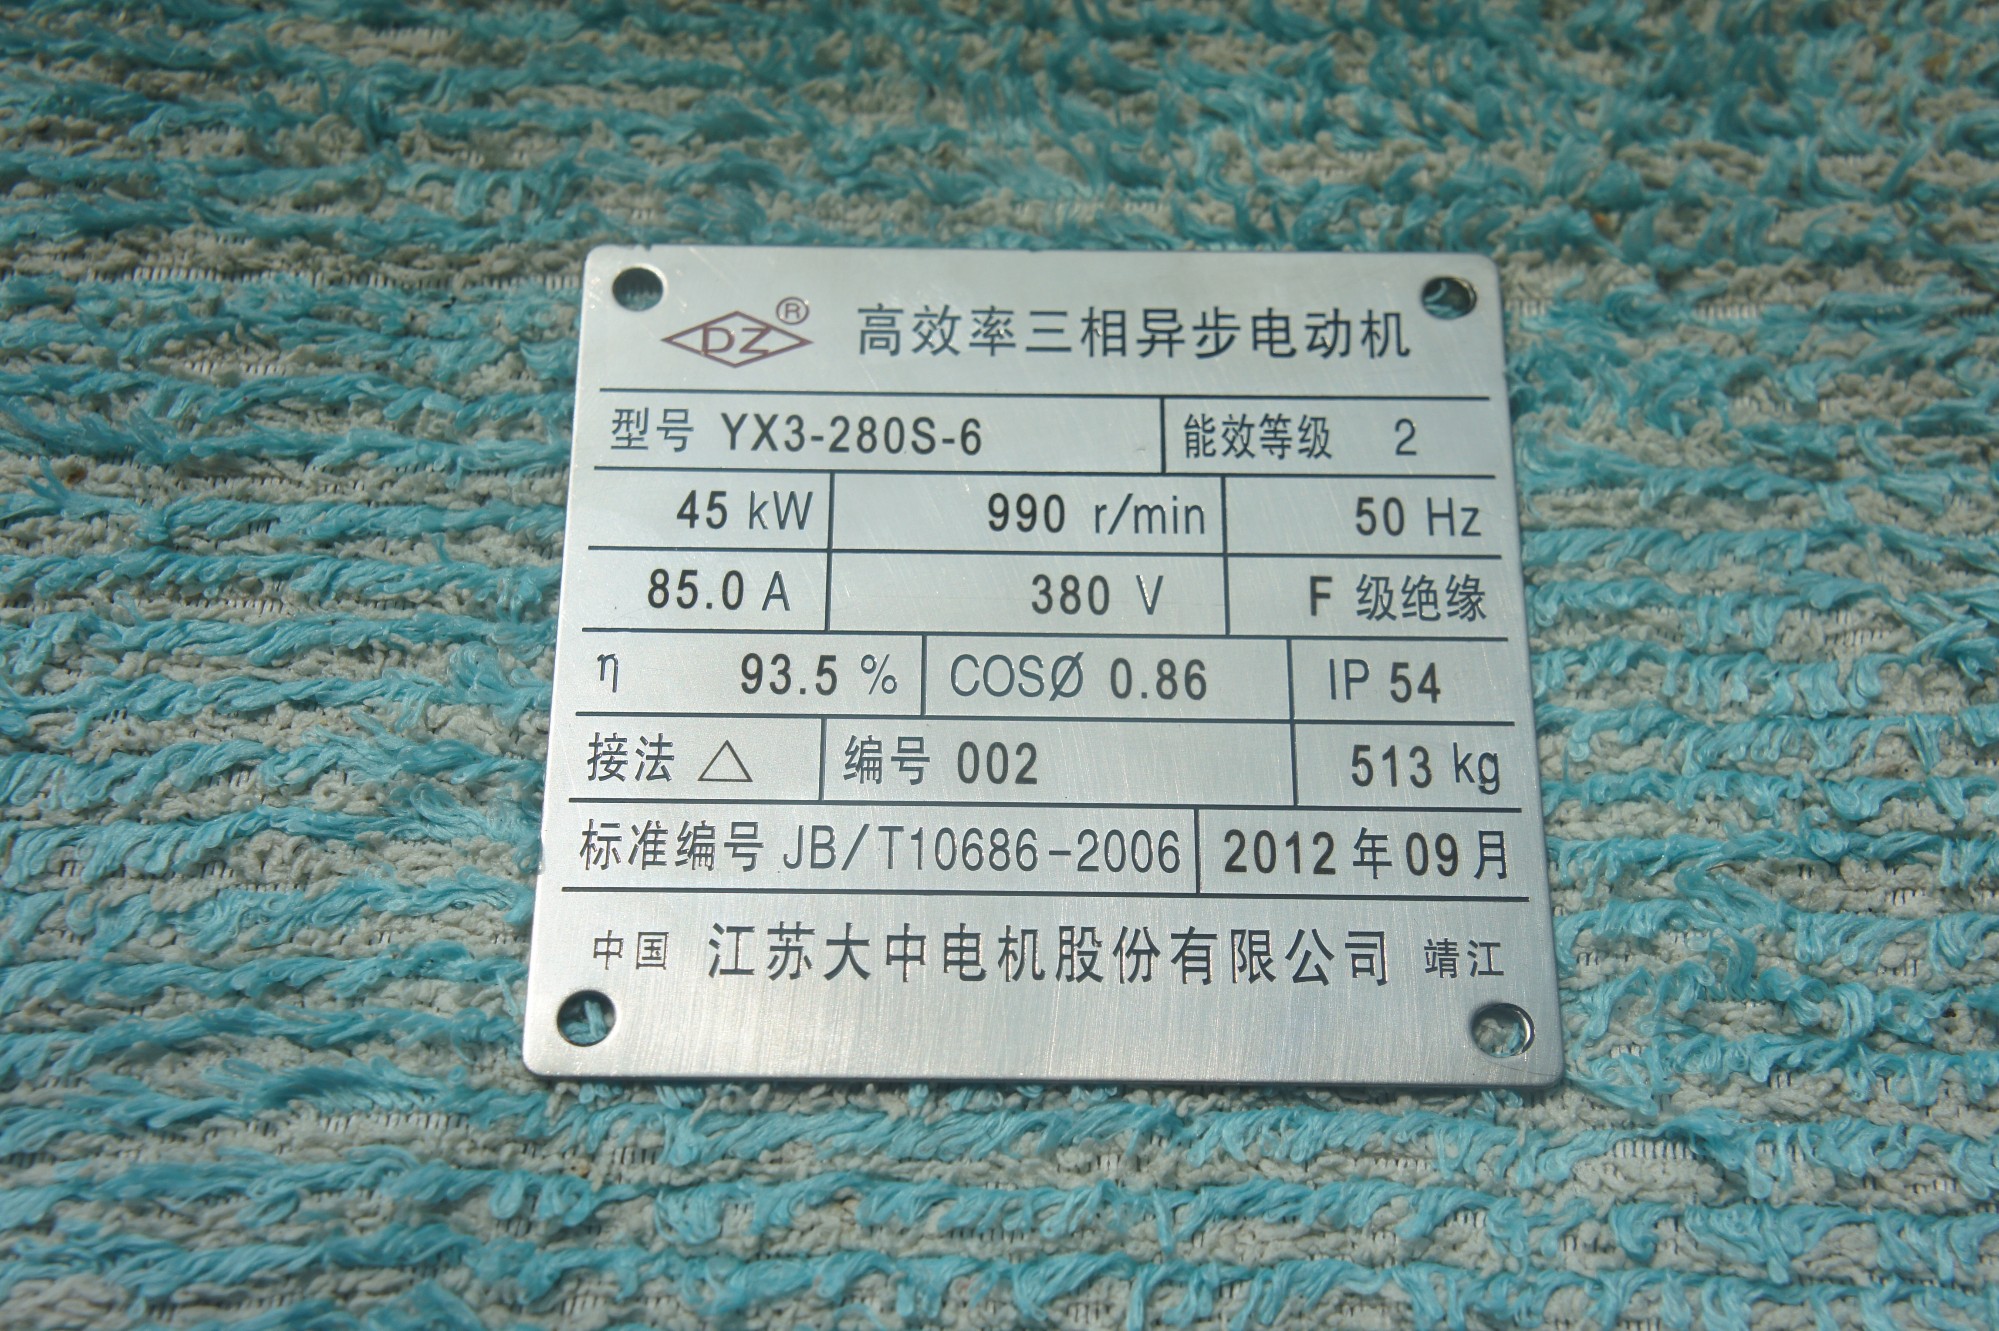 DZ® 高效率三相异步电动机
型号 YX3-280S-6 能效等级 2
45 kW 990 r/min 50 Hz
85.0 A 380 V F 级绝缘
η 93.5 % COSØ 0.86 IP 54
接法 △ 编号 002 513 kg
标准编号 JB/T10686-2006 2012 年 09 月
中国 江苏大中电机股份有限公司 靖江